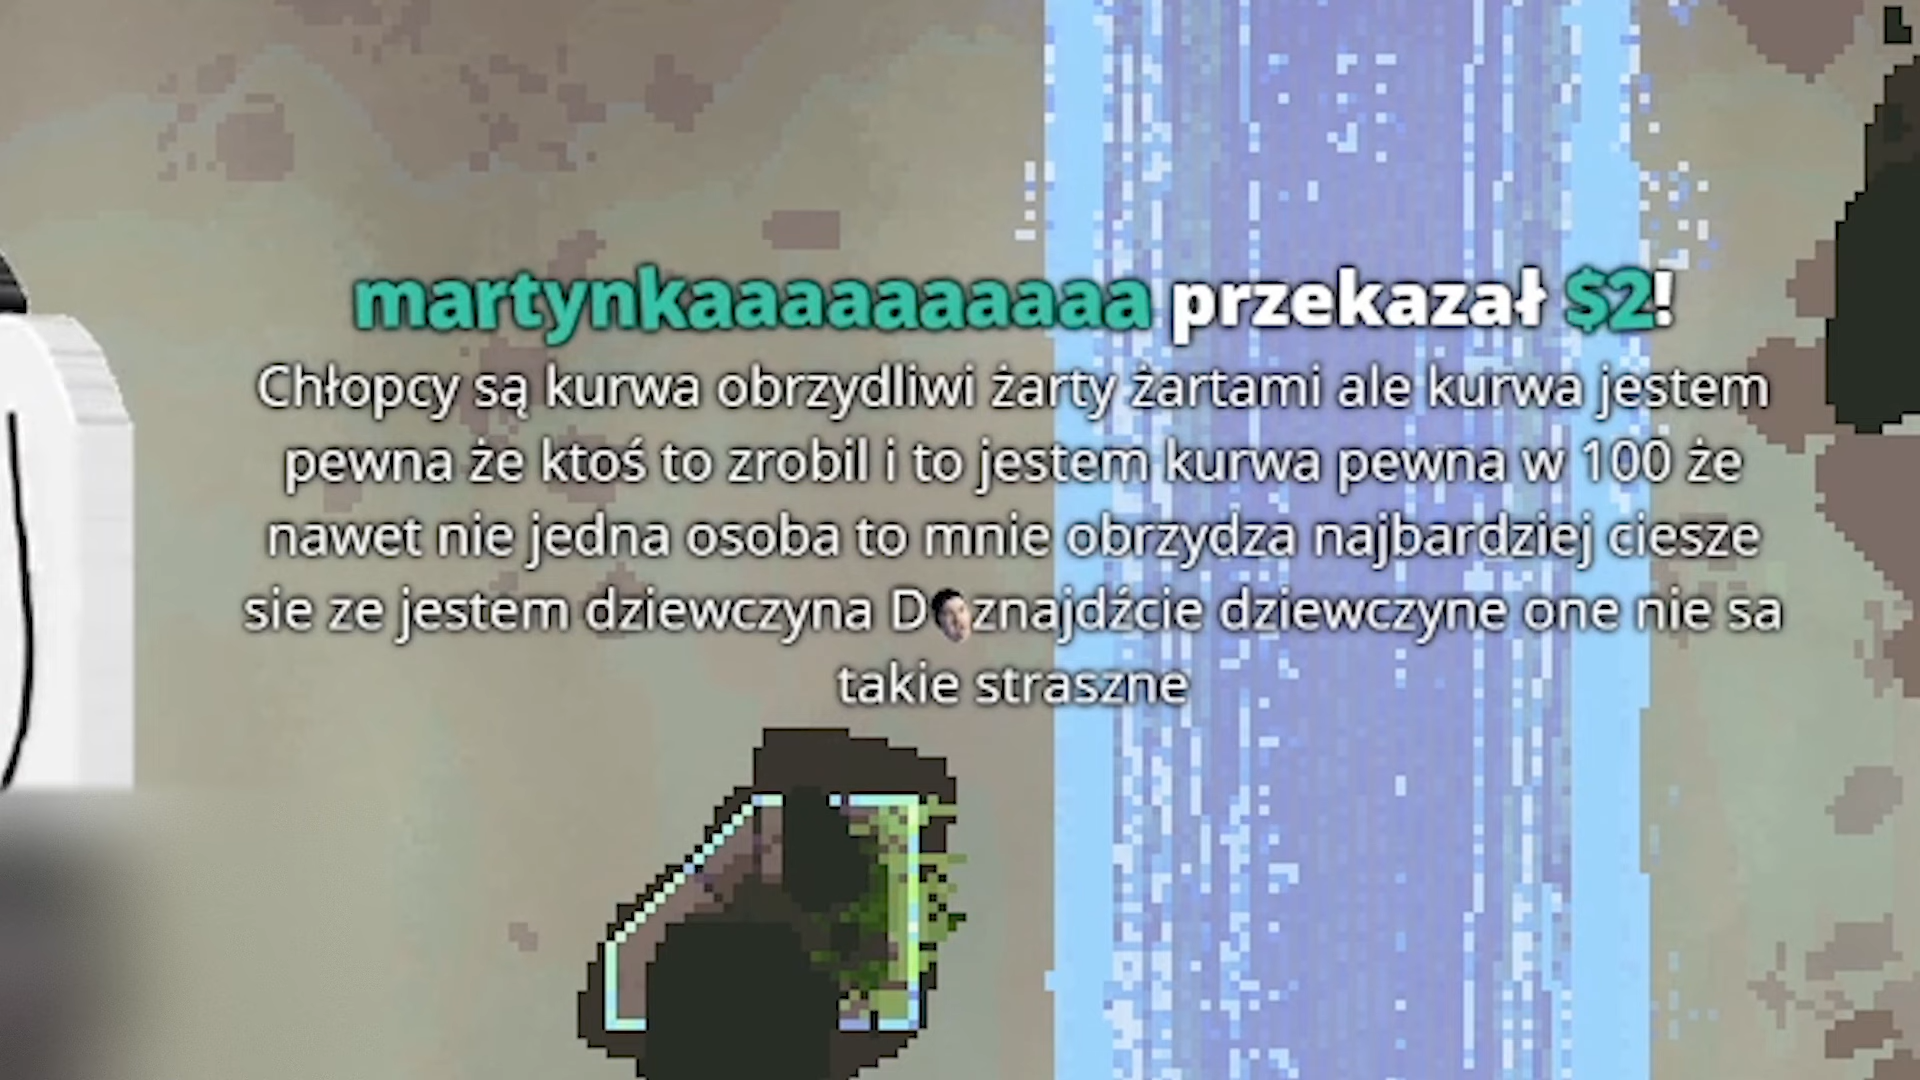 martynkaaaaaaaaaaa przekazał $2!
Chłopcy są kurwa obrzydliwi żarty żartami ale kurwa jestem
pewna że ktoś to zrobil i to jestem kurwa pewna w 100 że
nawet nie jedna osoba to mnie obrzydza najbardziej ciesze
sie ze jestem dziewczyna D znajdźcie dziewczyne one nie sa
takie straszne